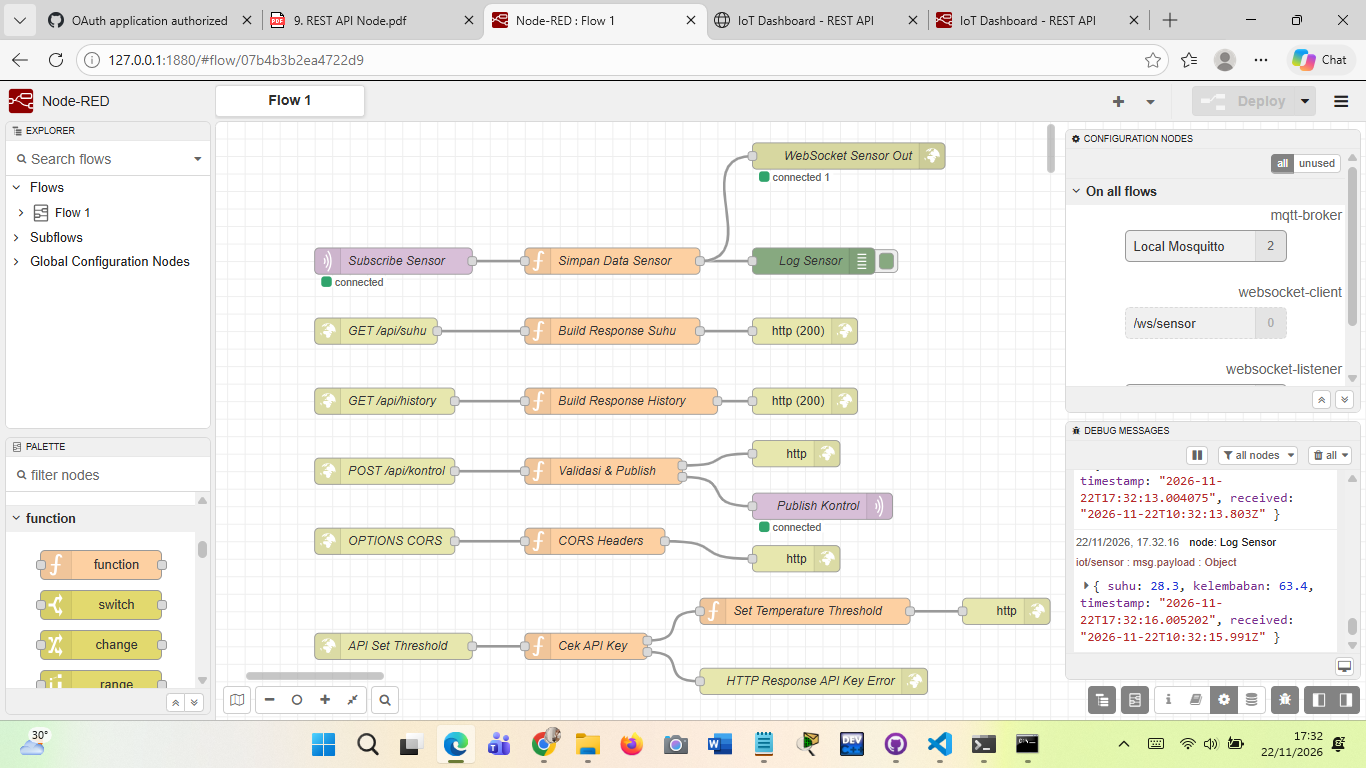 OAuth application authorized
9. REST API Node.pdf
Node-RED : Flow 1
IoT Dashboard - REST API
IoT Dashboard - REST API
127.0.0.1:1880/#flow/07b4b3b2ea4722d9
Chat
Node-RED
Flow 1
Deploy
EXPLORER
Search flows
Flows
Flow 1
Subflows
Global Configuration Nodes
PALETTE
filter nodes
function
function
switch
change
range
WebSocket Sensor Out
connected 1
Subscribe Sensor
Simpan Data Sensor
Log Sensor
connected
GET /api/suhu
Build Response Suhu
http (200)
GET /api/history
Build Response History
http (200)
http
POST /api/kontrol
Validasi & Publish
Publish Kontrol
connected
OPTIONS CORS
CORS Headers
http
Set Temperature Threshold
http
API Set Threshold
Cek API Key
HTTP Response API Key Error
CONFIGURATION NODES
all
unused
On all flows
mqtt-broker
Local Mosquitto
2
websocket-client
/ws/sensor
0
websocket-listener
DEBUG MESSAGES
all nodes
all
timestamp: "2026-11-
22T17:32:13.004075", received:
"2026-11-22T10:32:13.803Z" }
22/11/2026, 17.32.16 node: Log Sensor
iot/sensor : msg.payload : Object
{ suhu: 28.3, kelembaban: 63.4,
timestamp: "2026-11-
22T17:32:16.005202", received:
"2026-11-22T10:32:15.991Z" }
30°
DEV
17:32
22/11/2026